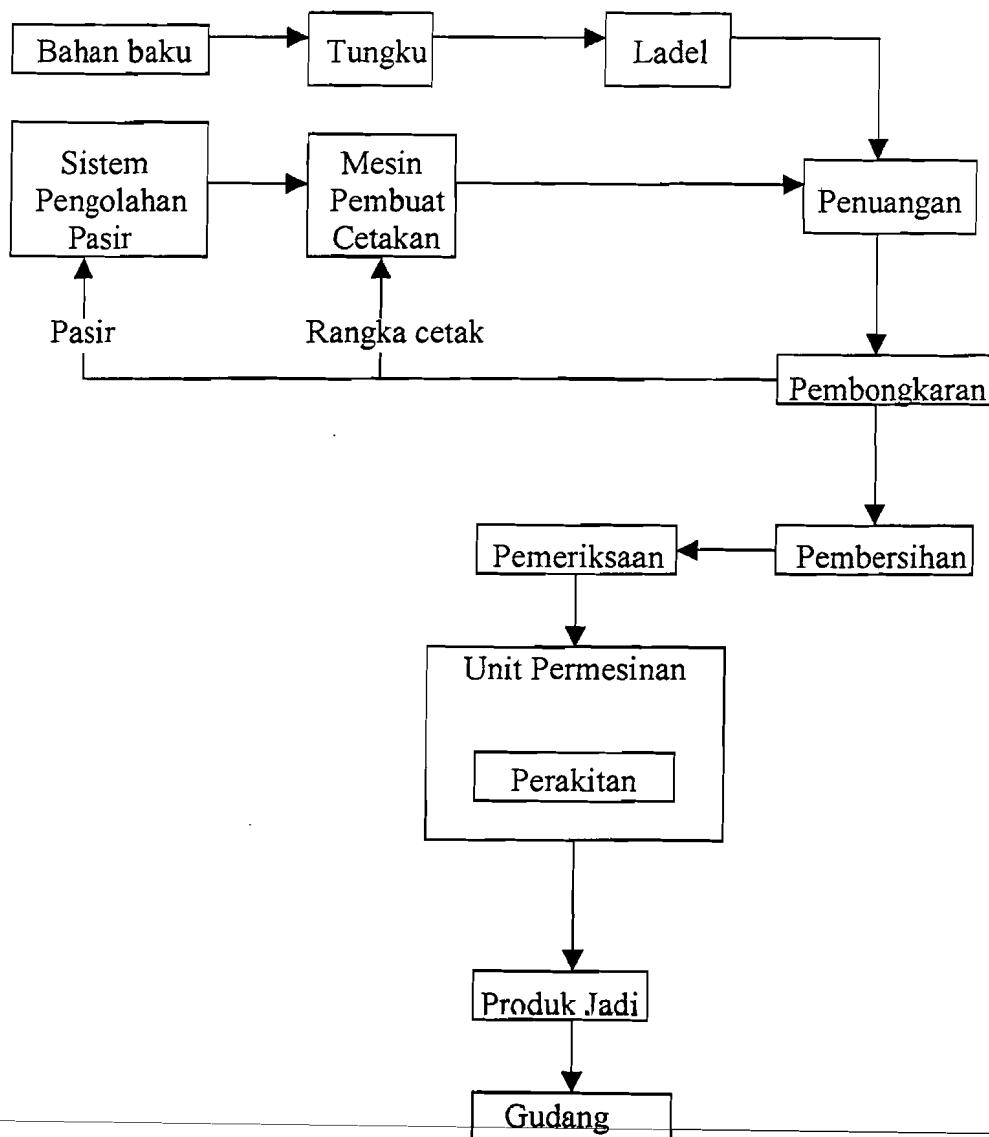 Bahan baku
Tungku
Ladel
Sistem
Pengolahan
Pasir
Mesin
Pembuat
Cetakan
Penuangan
Pasir
Rangka cetak
Pembongkaran
Pemeriksaan
Pembersihan
Unit Permesinan
Perakitan
Produk Jadi
Gudang